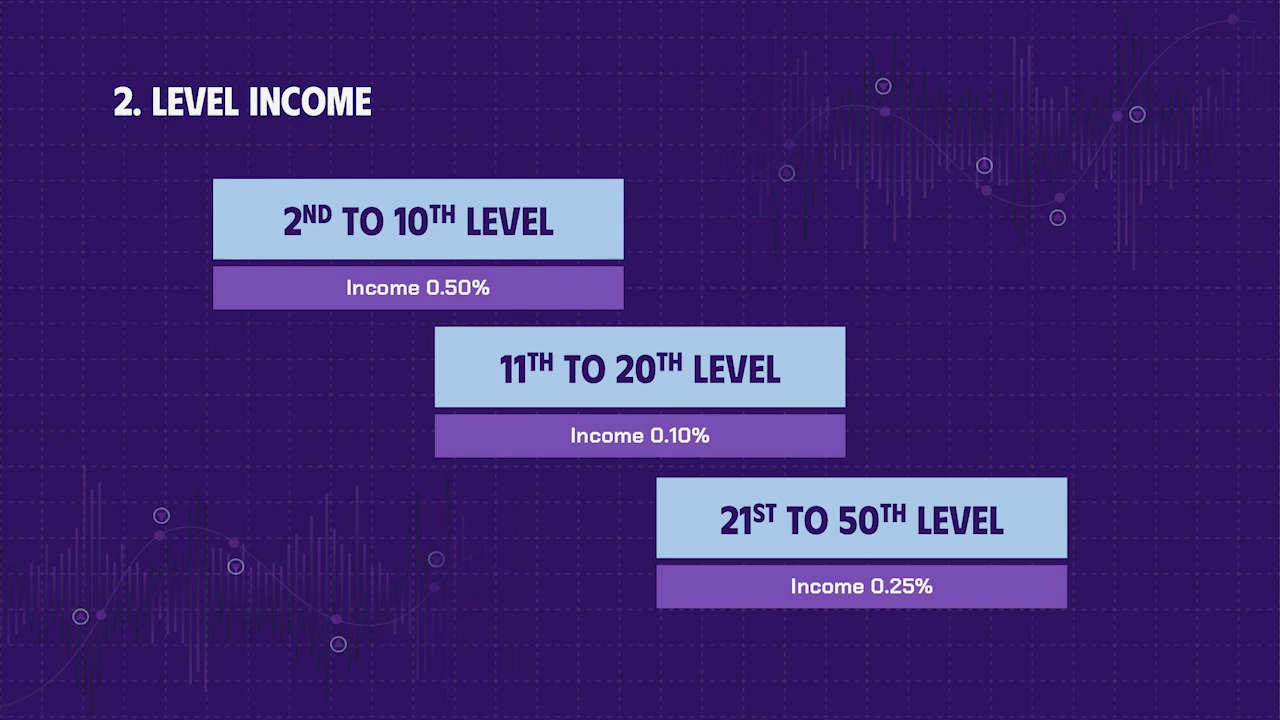 2. LEVEL INCOME
2ND TO 10TH LEVEL
Income 0.50%
11TH TO 20TH LEVEL
Income 0.10%
21ST TO 50TH LEVEL
Income 0.25%